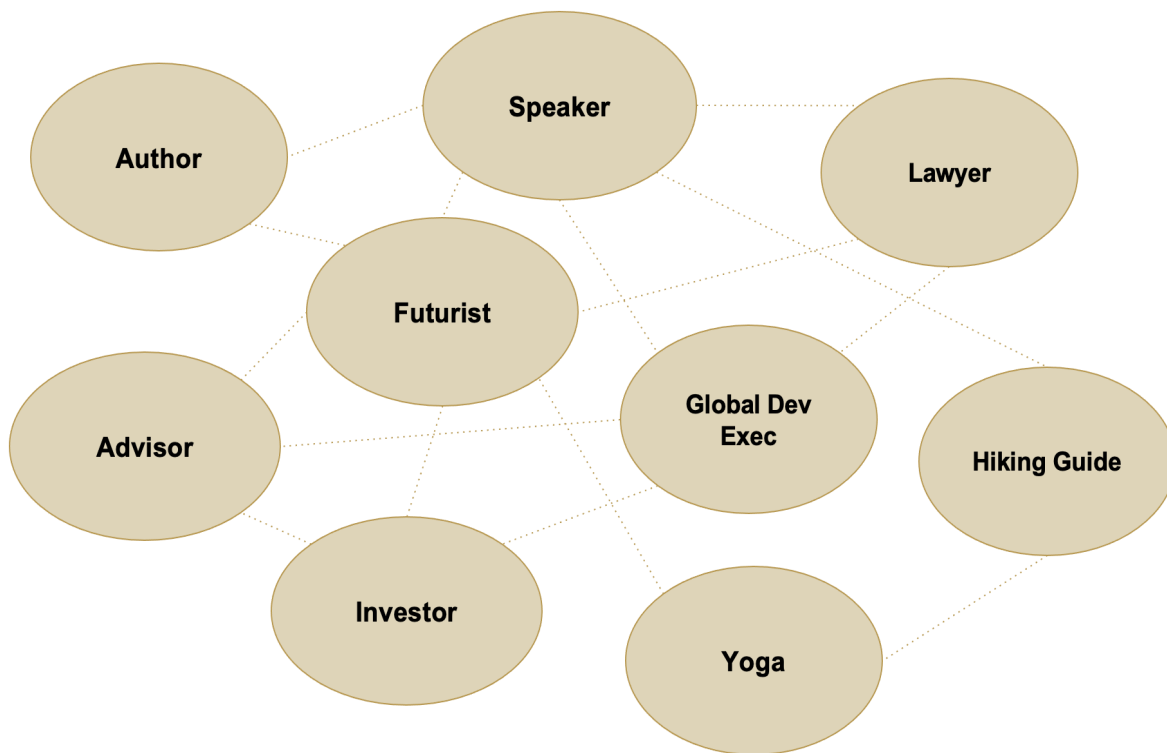 Speaker
Author
Lawyer
Futurist
Global Dev
Exec
Advisor
Hiking Guide
Investor
Yoga